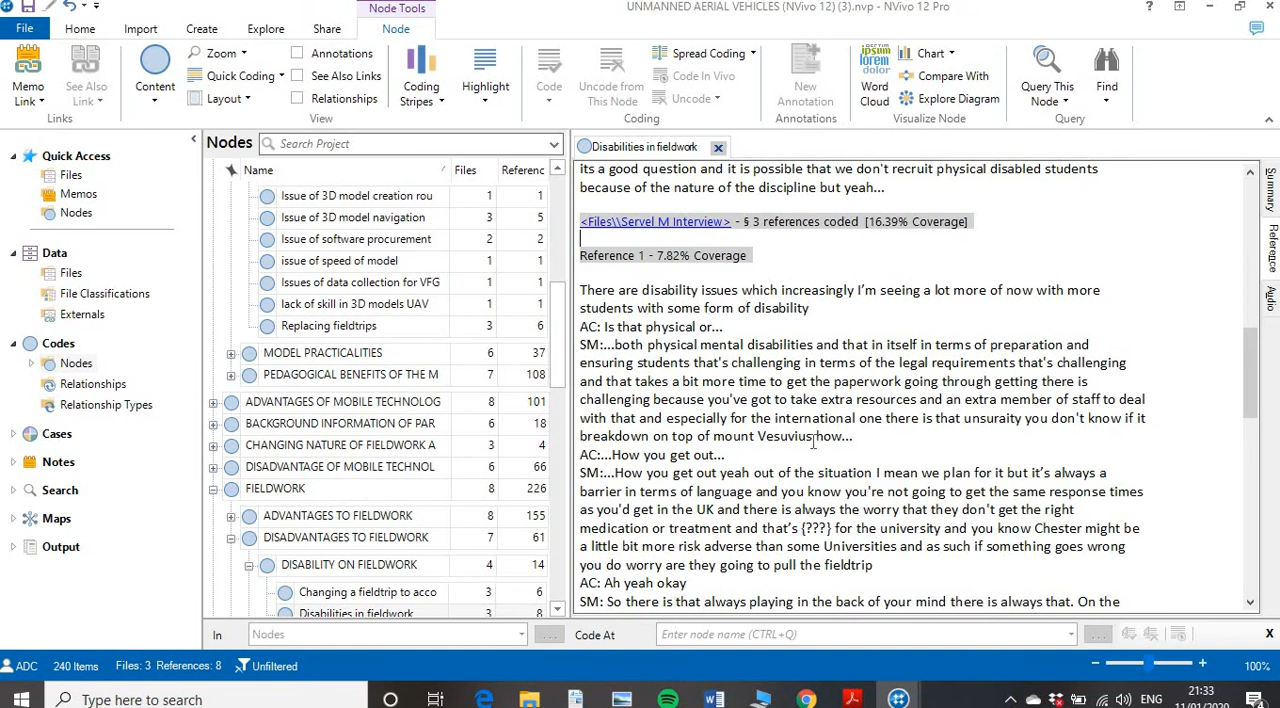 Node Tools
UNMANNED AERIAL VEHICLES (NVivo 12) (3).nvp - NVivo 12 Pro
File
Home
Import
Create
Explore
Share
Node
Memo Link
See Also Link
Links
Content
Zoom
Quick Coding
Layout
Annotations
See Also Links
Relationships
View
Coding Stripes
Highlight
Code
Uncode from This Node
Spread Coding
Code In Vivo
Uncode
Coding
New Annotation
Annotations
Word Cloud
Chart
Compare With
Explore Diagram
Visualize Node
Query This Node
Find
Query
Quick Access
Files
Memos
Nodes
Data
Files
File Classifications
Externals
Codes
Nodes
Relationships
Relationship Types
Cases
Notes
Search
Maps
Output
Nodes
Search Project
Name Files Referenc
Issue of 3D model creation rou 1 1
Issue of 3D model navigation 3 5
Issue of software procurement 2 2
issue of speed of model 1 1
Issues of data collection for VFG 1 1
lack of skill in 3D models UAV 1 1
Replacing fieldtrips 3 6
MODEL PRACTICALITIES 6 37
PEDAGOGICAL BENEFITS OF THE M 7 108
ADVANTAGES OF MOBILE TECHNOLOG 8 101
BACKGROUND INFORMATION OF PAR 6 18
CHANGING NATURE OF FIELDWORK A 3 4
DISADVANTAGE OF MOBILE TECHNOL 6 66
FIELDWORK 8 226
ADVANTAGES TO FIELDWORK 8 155
DISADVANTAGES TO FIELDWORK 7 61
DISABILITY ON FIELDWORK 4 14
Changing a fieldtrip to acco 3 6
Disabilities in fieldwork 3 8
Disabilities in fieldwork
its a good question and it is possible that we don't recruit physical disabled students
because of the nature of the discipline but yeah...
<Files\\Servel M Interview> - § 3 references coded [16.39% Coverage]
Reference 1 - 7.82% Coverage
There are disability issues which increasingly I'm seeing a lot more of now with more
students with some form of disability
AC: Is that physical or...
SM:...both physical mental disabilities and that in itself in terms of preparation and
ensuring students that's challenging in terms of the legal requirements that's challenging
and that takes a bit more time to get the paperwork going through getting there is
challenging because you've got to take extra resources and an extra member of staff to deal
with that and especially for the international one there is that unsuraity you don't know if it
breakdown on top of mount Vesuvius how...
AC:...How you get out...
SM:...How you get out yeah out of the situation I mean we plan for it but it's always a
barrier in terms of language and you know you're not going to get the same response times
as you'd get in the UK and there is always the worry that they don't get the right
medication or treatment and that's {???} for the university and you know Chester might be
a little bit more risk adverse than some Universities and as such if something goes wrong
you do worry are they going to pull the fieldtrip
AC: Ah yeah okay
SM: So there is that always playing in the back of your mind there is always that. On the
Summary
Reference
Audio
In
Nodes
...
Code At
Enter node name (CTRL+Q)
...
X
ADC
240 Items
Files: 3 References: 8
Unfiltered
100%
Type here to search
ENG
21:33
11/01/2020